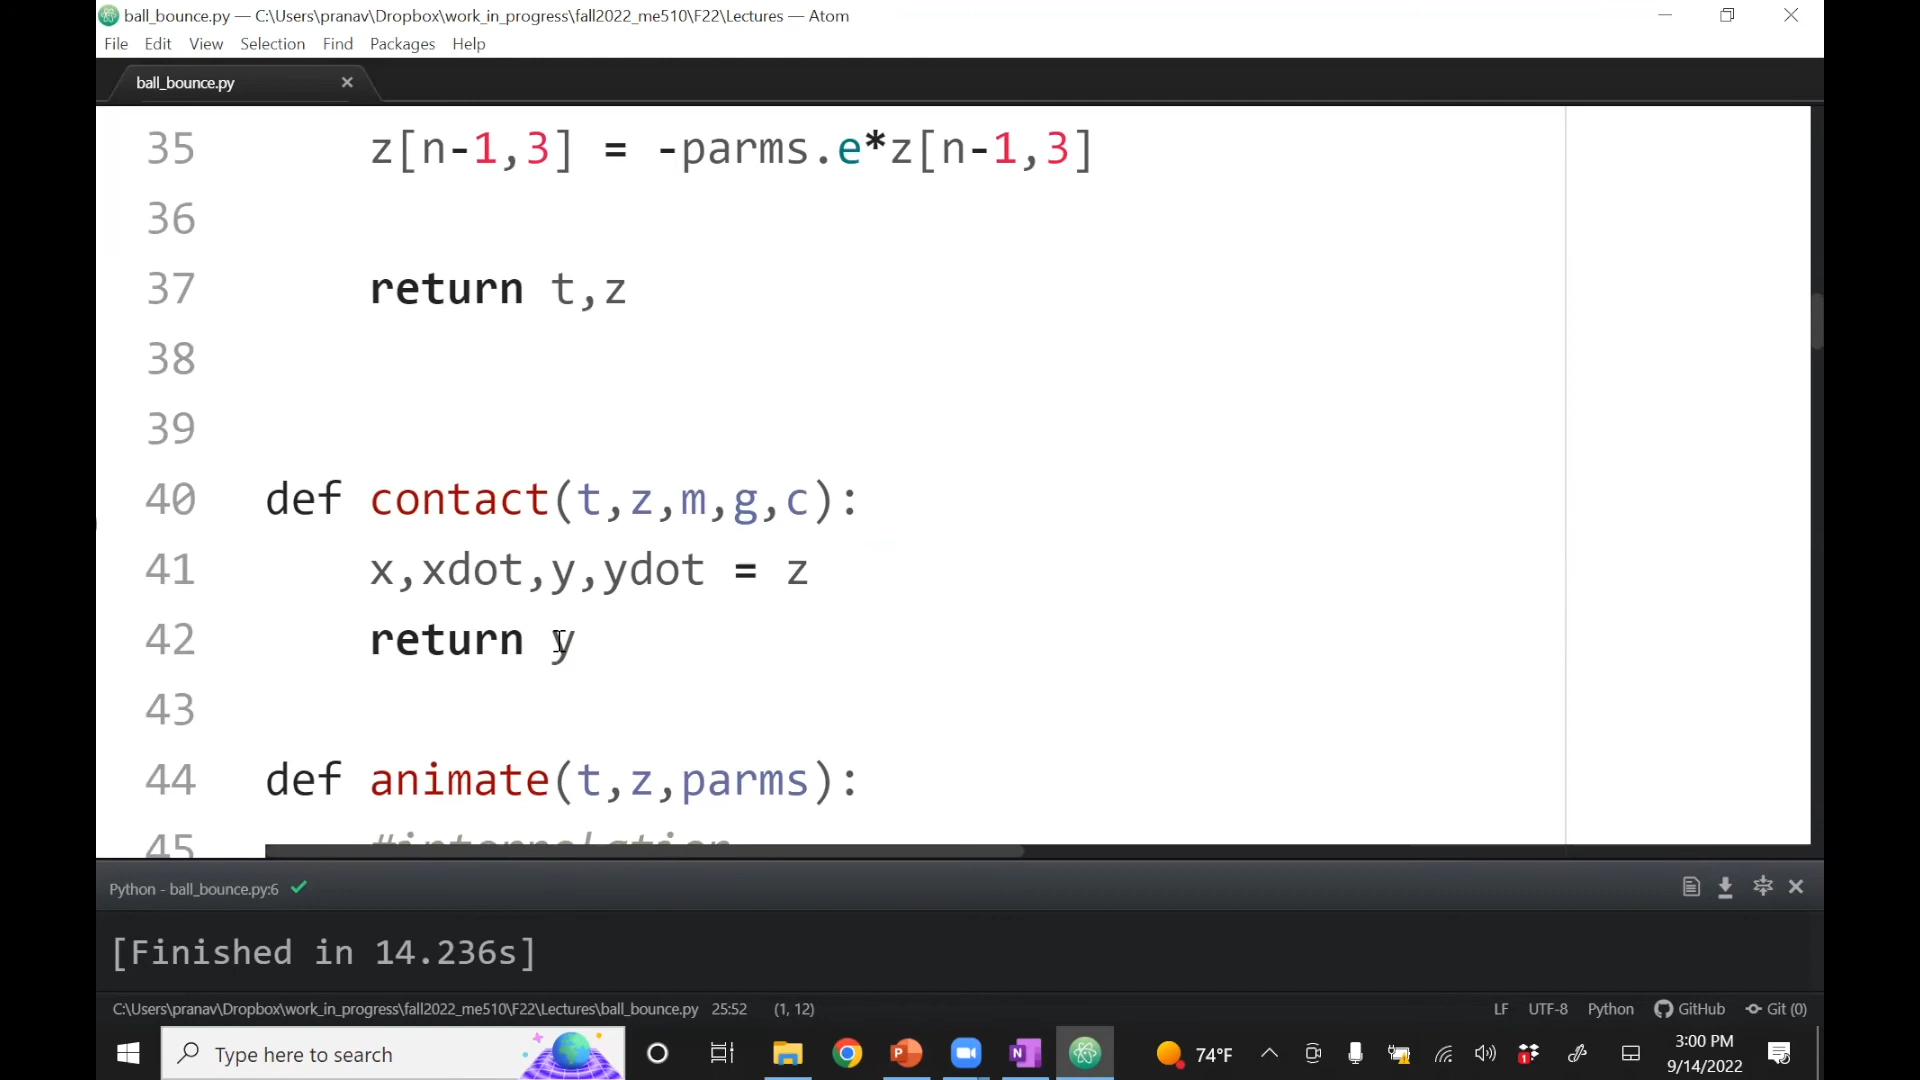 ball_bounce.py — C:\Users\pranav\Dropbox\work_in_progress\fall2022_me510\F22\Lectures — Atom
File Edit View Selection Find Packages Help
ball_bounce.py
35 z[n-1,3] = -parms.e*z[n-1,3]
36
37 return t,z
38
39
40 def contact(t,z,m,g,c):
41 x,xdot,y,ydot = z
42 return y
43
44 def animate(t,z,parms):
45 #interpolation
Python - ball_bounce.py:6
[Finished in 14.236s]
C:\Users\pranav\Dropbox\work_in_progress\fall2022_me510\F22\Lectures\ball_bounce.py 25:52 (1, 12) LF UTF-8 Python GitHub Git (0)
Type here to search 74°F 3:00 PM
9/14/2022